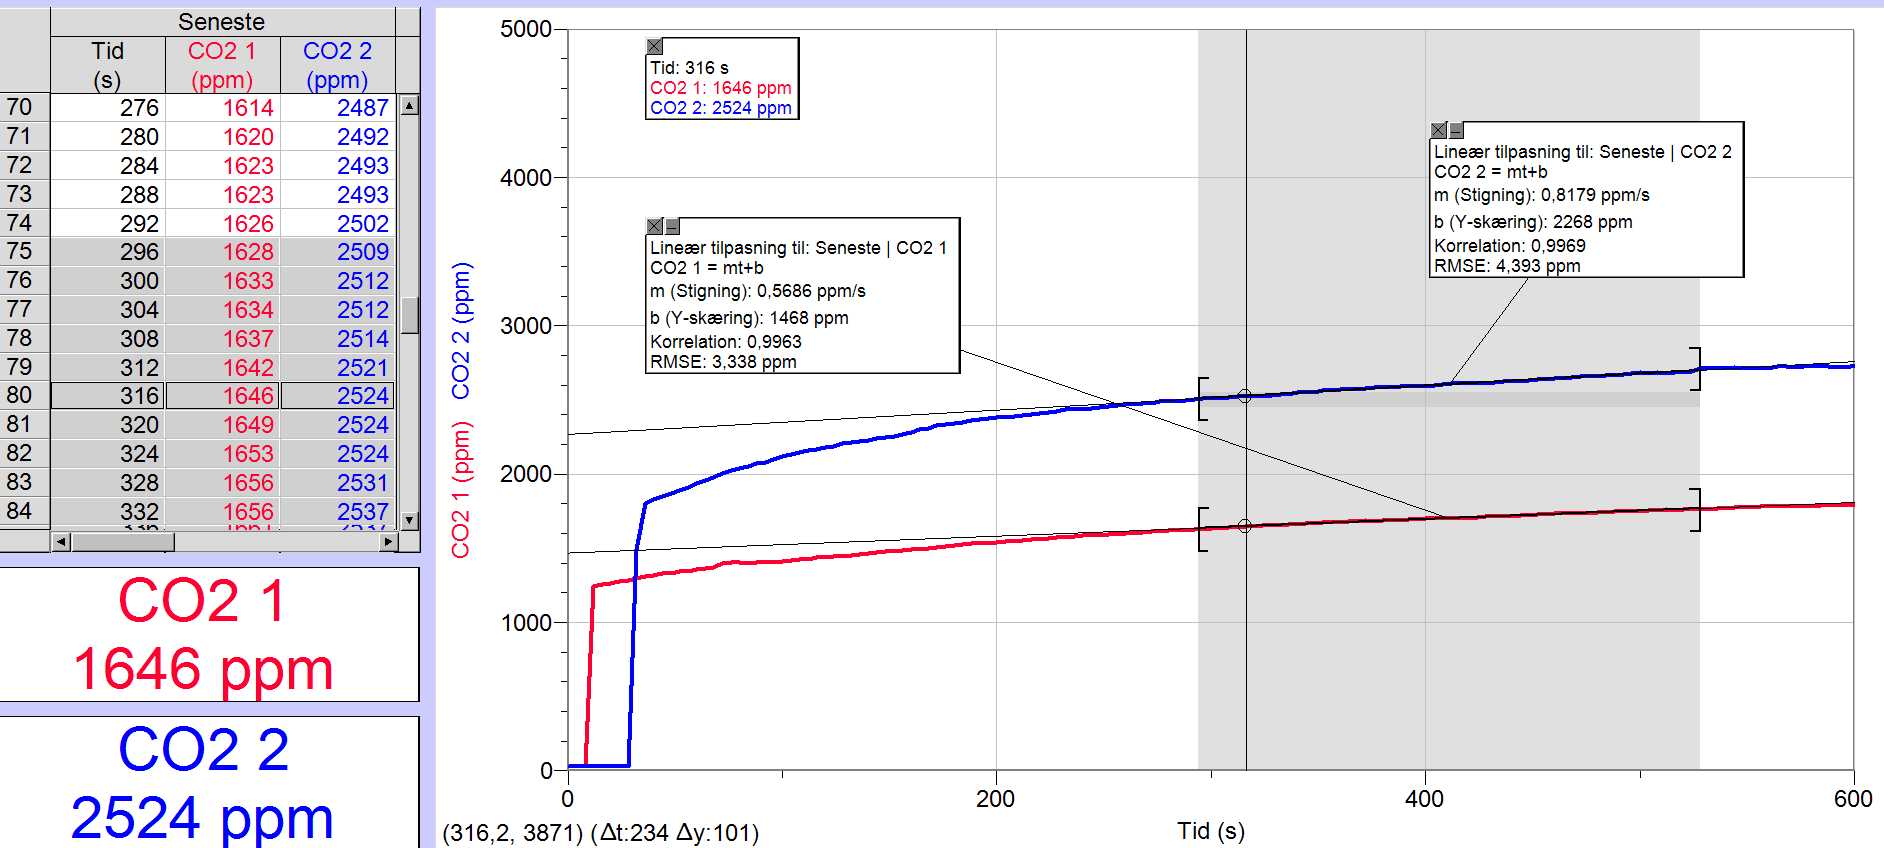 Seneste
Tid CO2 1 CO2 2
(s) (ppm) (ppm)
70 276 1614 2487
71 280 1620 2492
72 284 1623 2493
73 288 1623 2493
74 292 1626 2502
75 296 1628 2509
76 300 1633 2512
77 304 1634 2512
78 308 1637 2514
79 312 1642 2521
80 316 1646 2524
81 320 1649 2524
82 324 1653 2524
83 328 1656 2531
84 332 1656 2537
CO2 1
1646 ppm
CO2 2
2524 ppm
CO2 1 (ppm) CO2 2 (ppm)
5000
4000
3000
2000
1000
0
Tid: 316 s
CO2 1: 1646 ppm
CO2 2: 2524 ppm
Lineær tilpasning til: Seneste | CO2 1
CO2 1 = mt+b
m (Stigning): 0,5686 ppm/s
b (Y-skæring): 1468 ppm
Korrelation: 0,9963
RMSE: 3,338 ppm
Lineær tilpasning til: Seneste | CO2 2
CO2 2 = mt+b
m (Stigning): 0,8179 ppm/s
b (Y-skæring): 2268 ppm
Korrelation: 0,9969
RMSE: 4,393 ppm
0 200 400 600
(316,2, 3871) (Δt:234 Δy:101)
Tid (s)